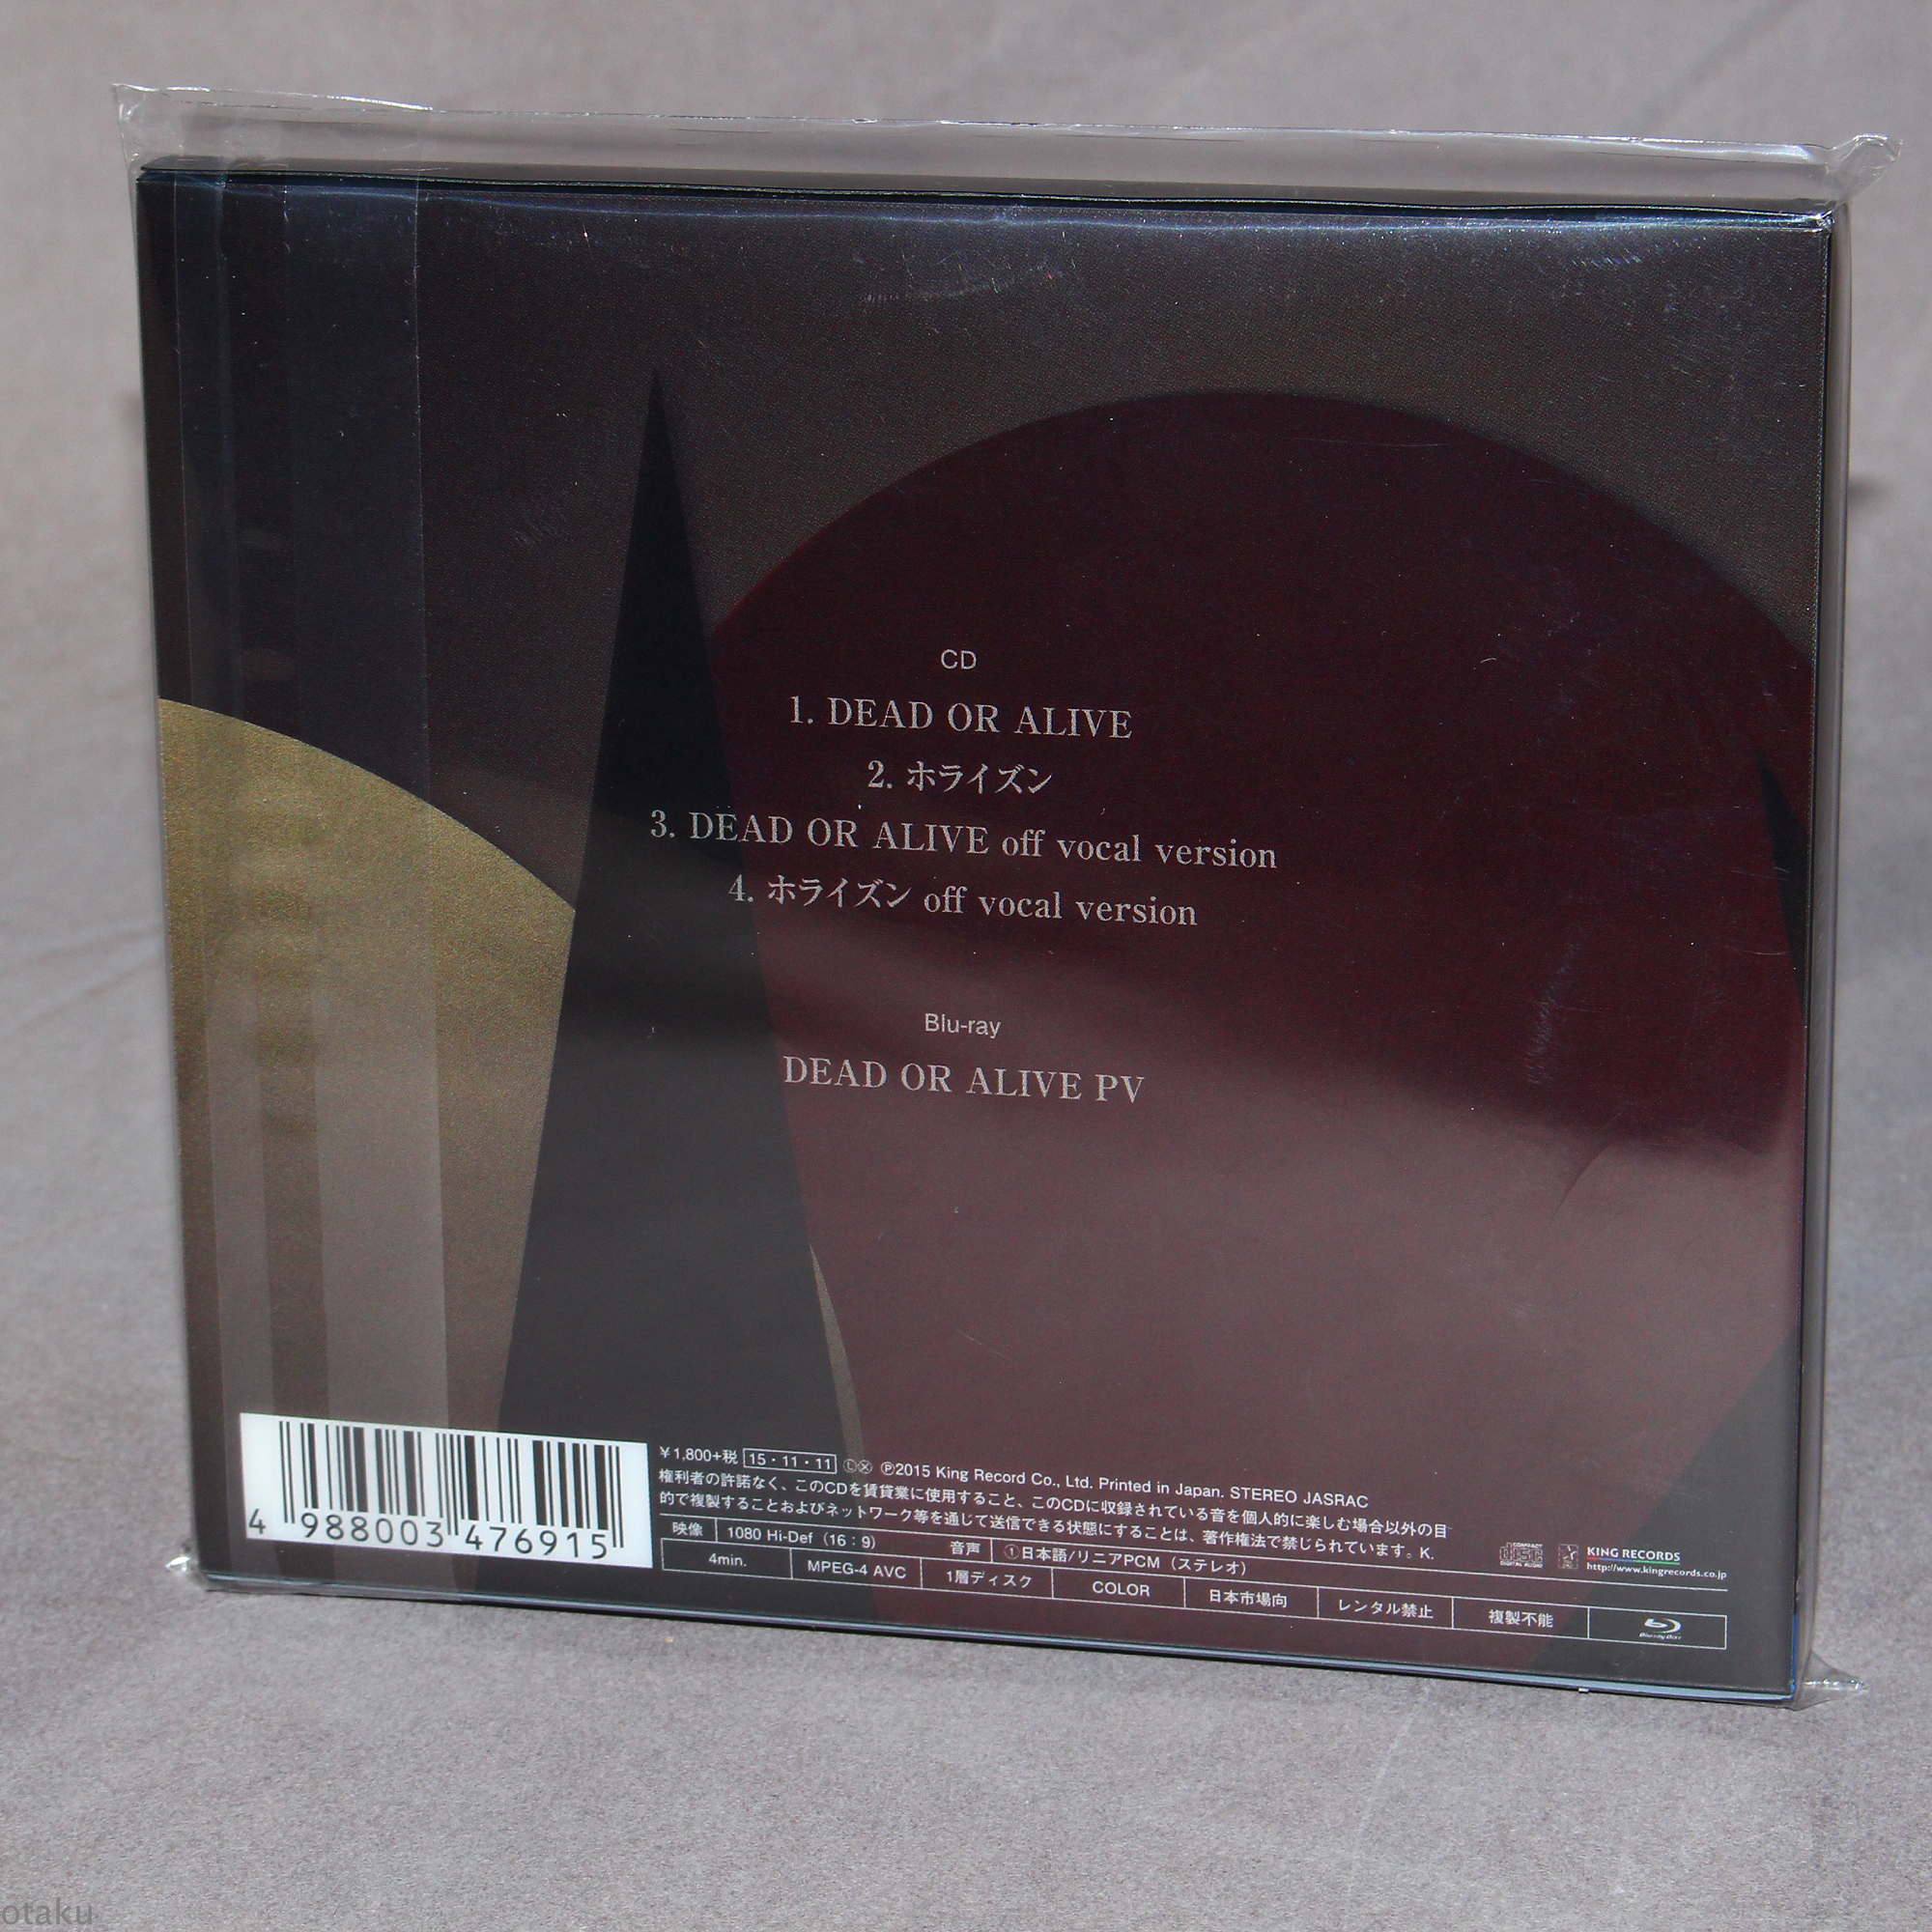 CD
1. DEAD OR ALIVE
2. ホライズン
3. DEAD OR ALIVE off vocal version
4. ホライズン off vocal version
Blu-ray
DEAD OR ALIVE PV
4 988003 476915
¥1,800+税 15・11・11 Ⓛ Ⓧ ℗2015 King Record Co., Ltd. Printed in Japan. STEREO JASRAC
権利者の許諾なく、このCDを賃貸業に使用すること、このCDに収録されている音を個人的に楽しむ場合以外の目
的で複製することおよびネットワーク等を通じて送信できる状態にすることは、著作権法で禁じられています。K.
映像 1080 Hi-Def（16：9） 音声 ①日本語/リニアPCM（ステレオ）
4min. MPEG-4 AVC 1層ディスク COLOR 日本市場向 レンタル禁止 複製不能 Blu-ray Disc
COMPACT disc DIGITAL AUDIO
KING RECORDS
http://www.kingrecords.co.jp
otaku